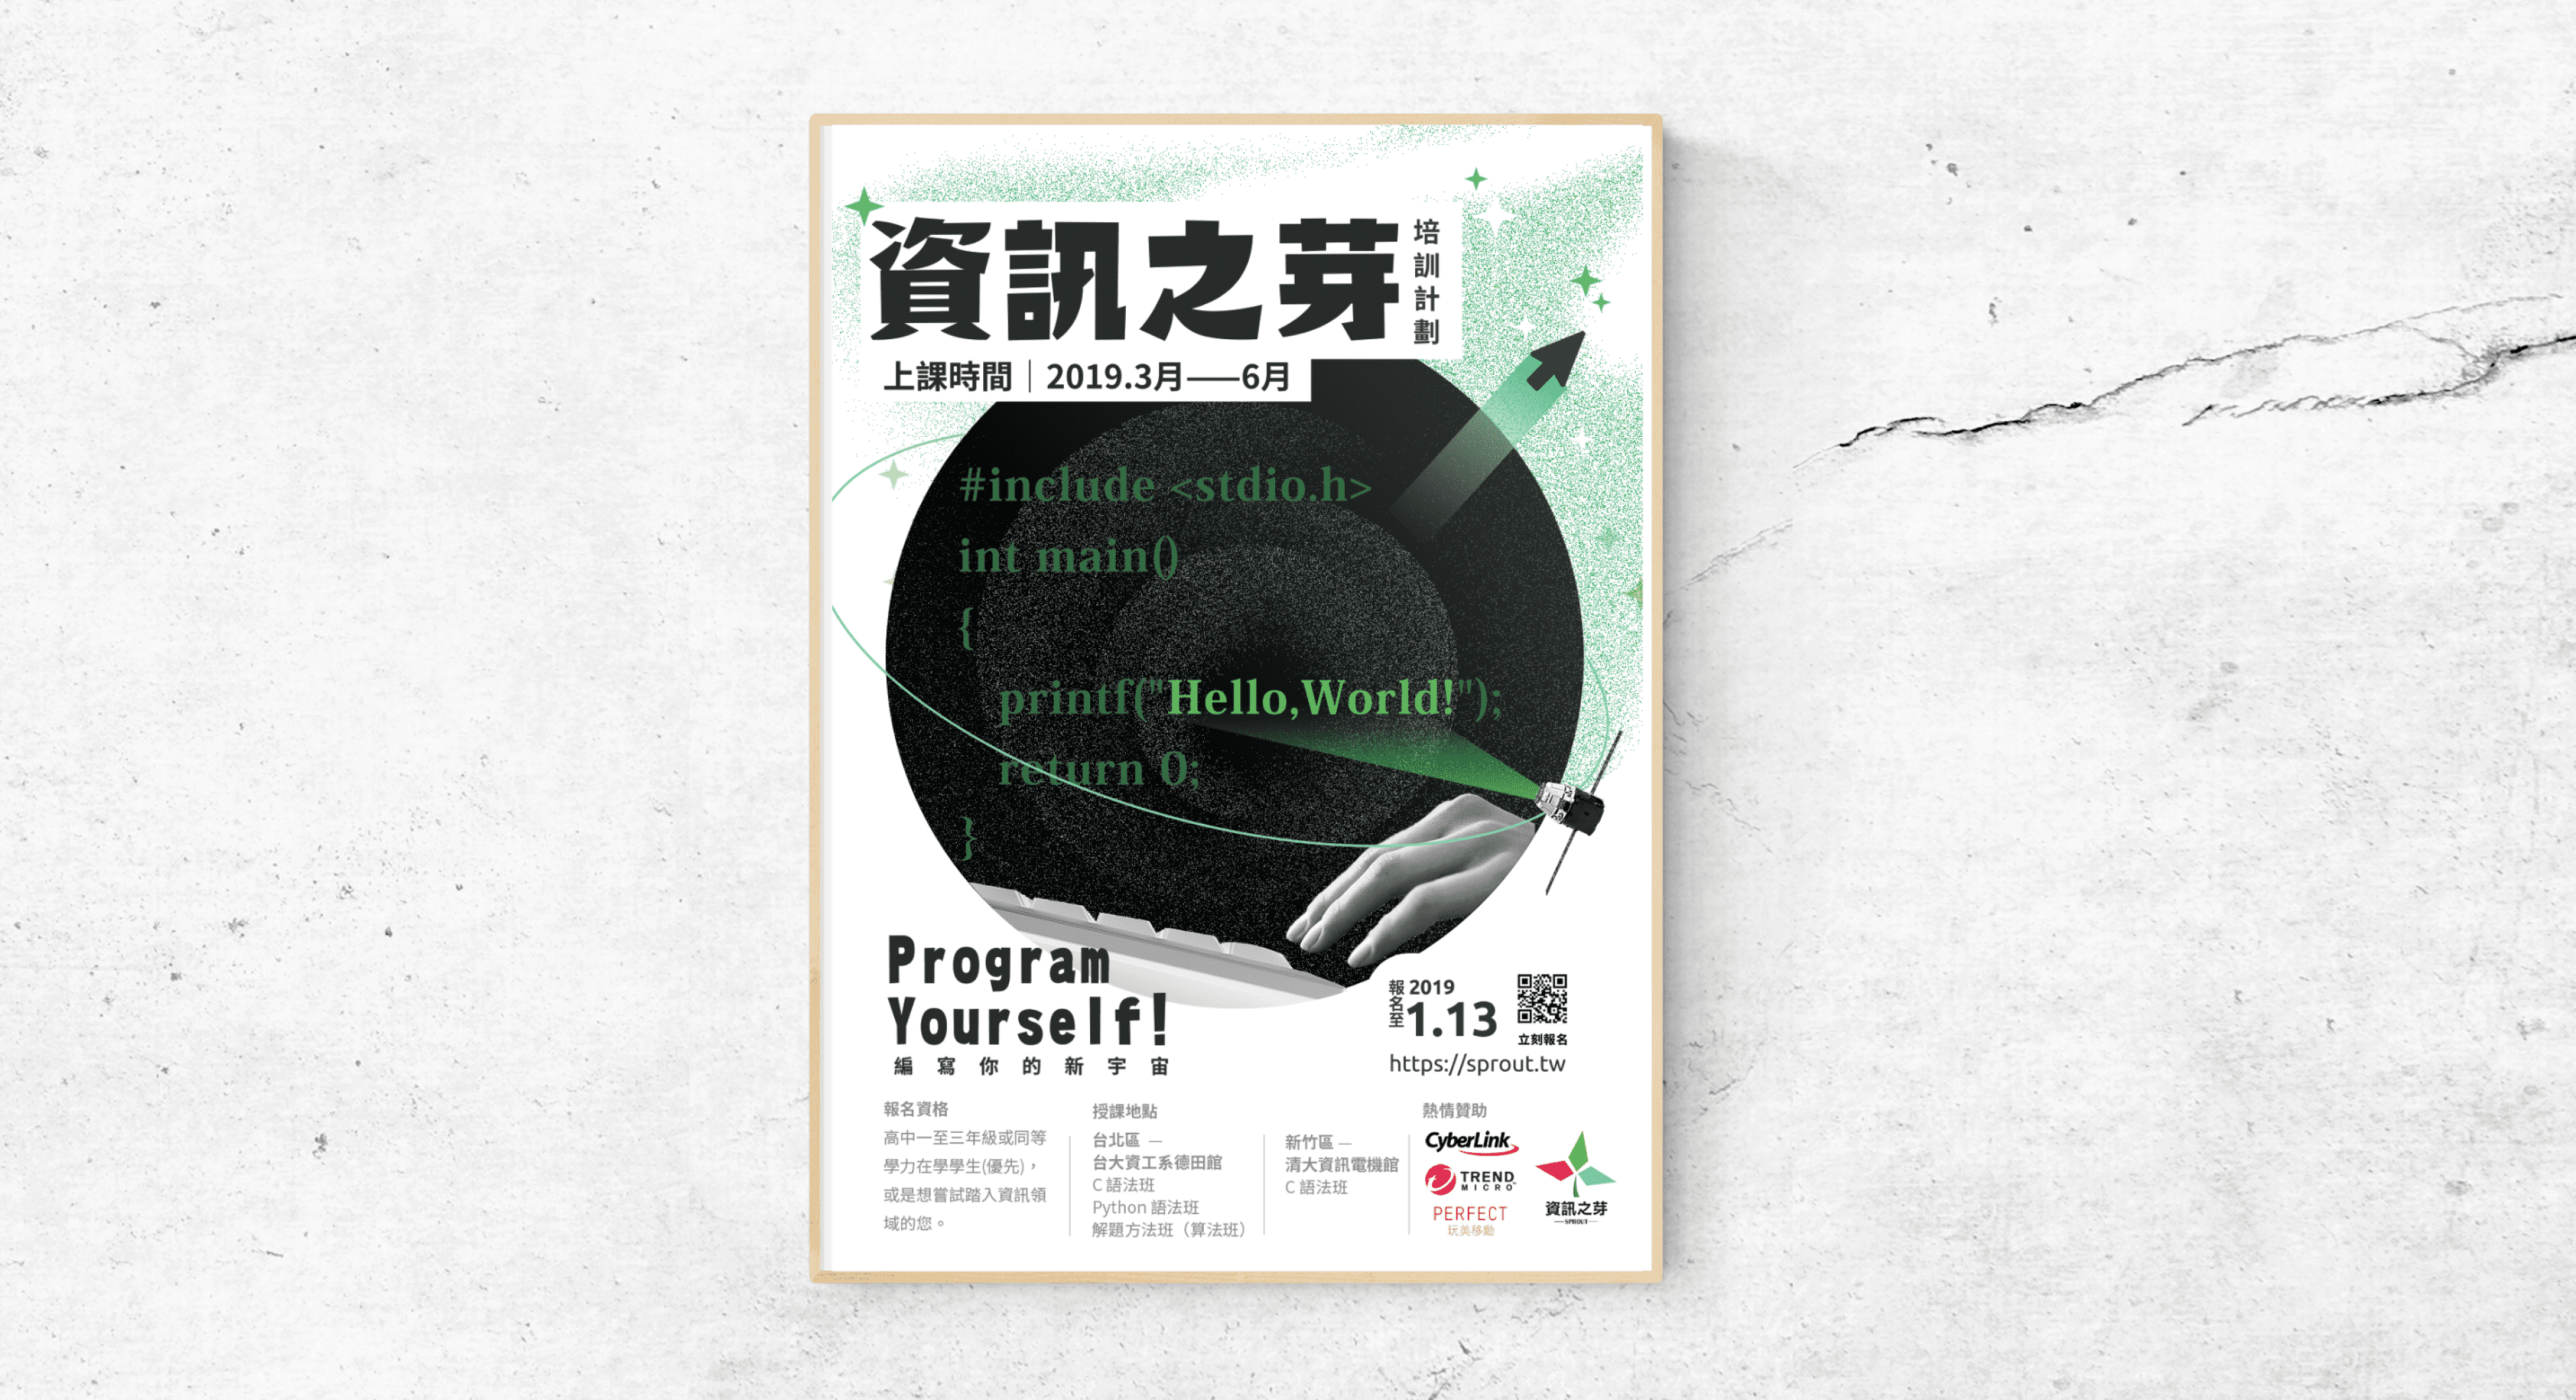 資訊之芽
培訓計劃
上課時間｜2019.3月——6月
#include <stdio.h>
int main()
{
printf("Hello,World!");
return 0;
}
Program
Yourself!
編寫你的新宇宙
報名至
2019
1.13
立刻報名
https://sprout.tw
報名資格
高中一至三年級或同等
學力在學學生(優先)，
或是想嘗試踏入資訊領
域的您。
授課地點
台北區 —
台大資工系德田館
C 語法班
Python 語法班
解題方法班（算法班）
新竹區 —
清大資訊電機館
C 語法班
熱情贊助
CyberLink
TREND
MICRO
PERFECT
玩美移動
資訊之芽
—SPROUT—